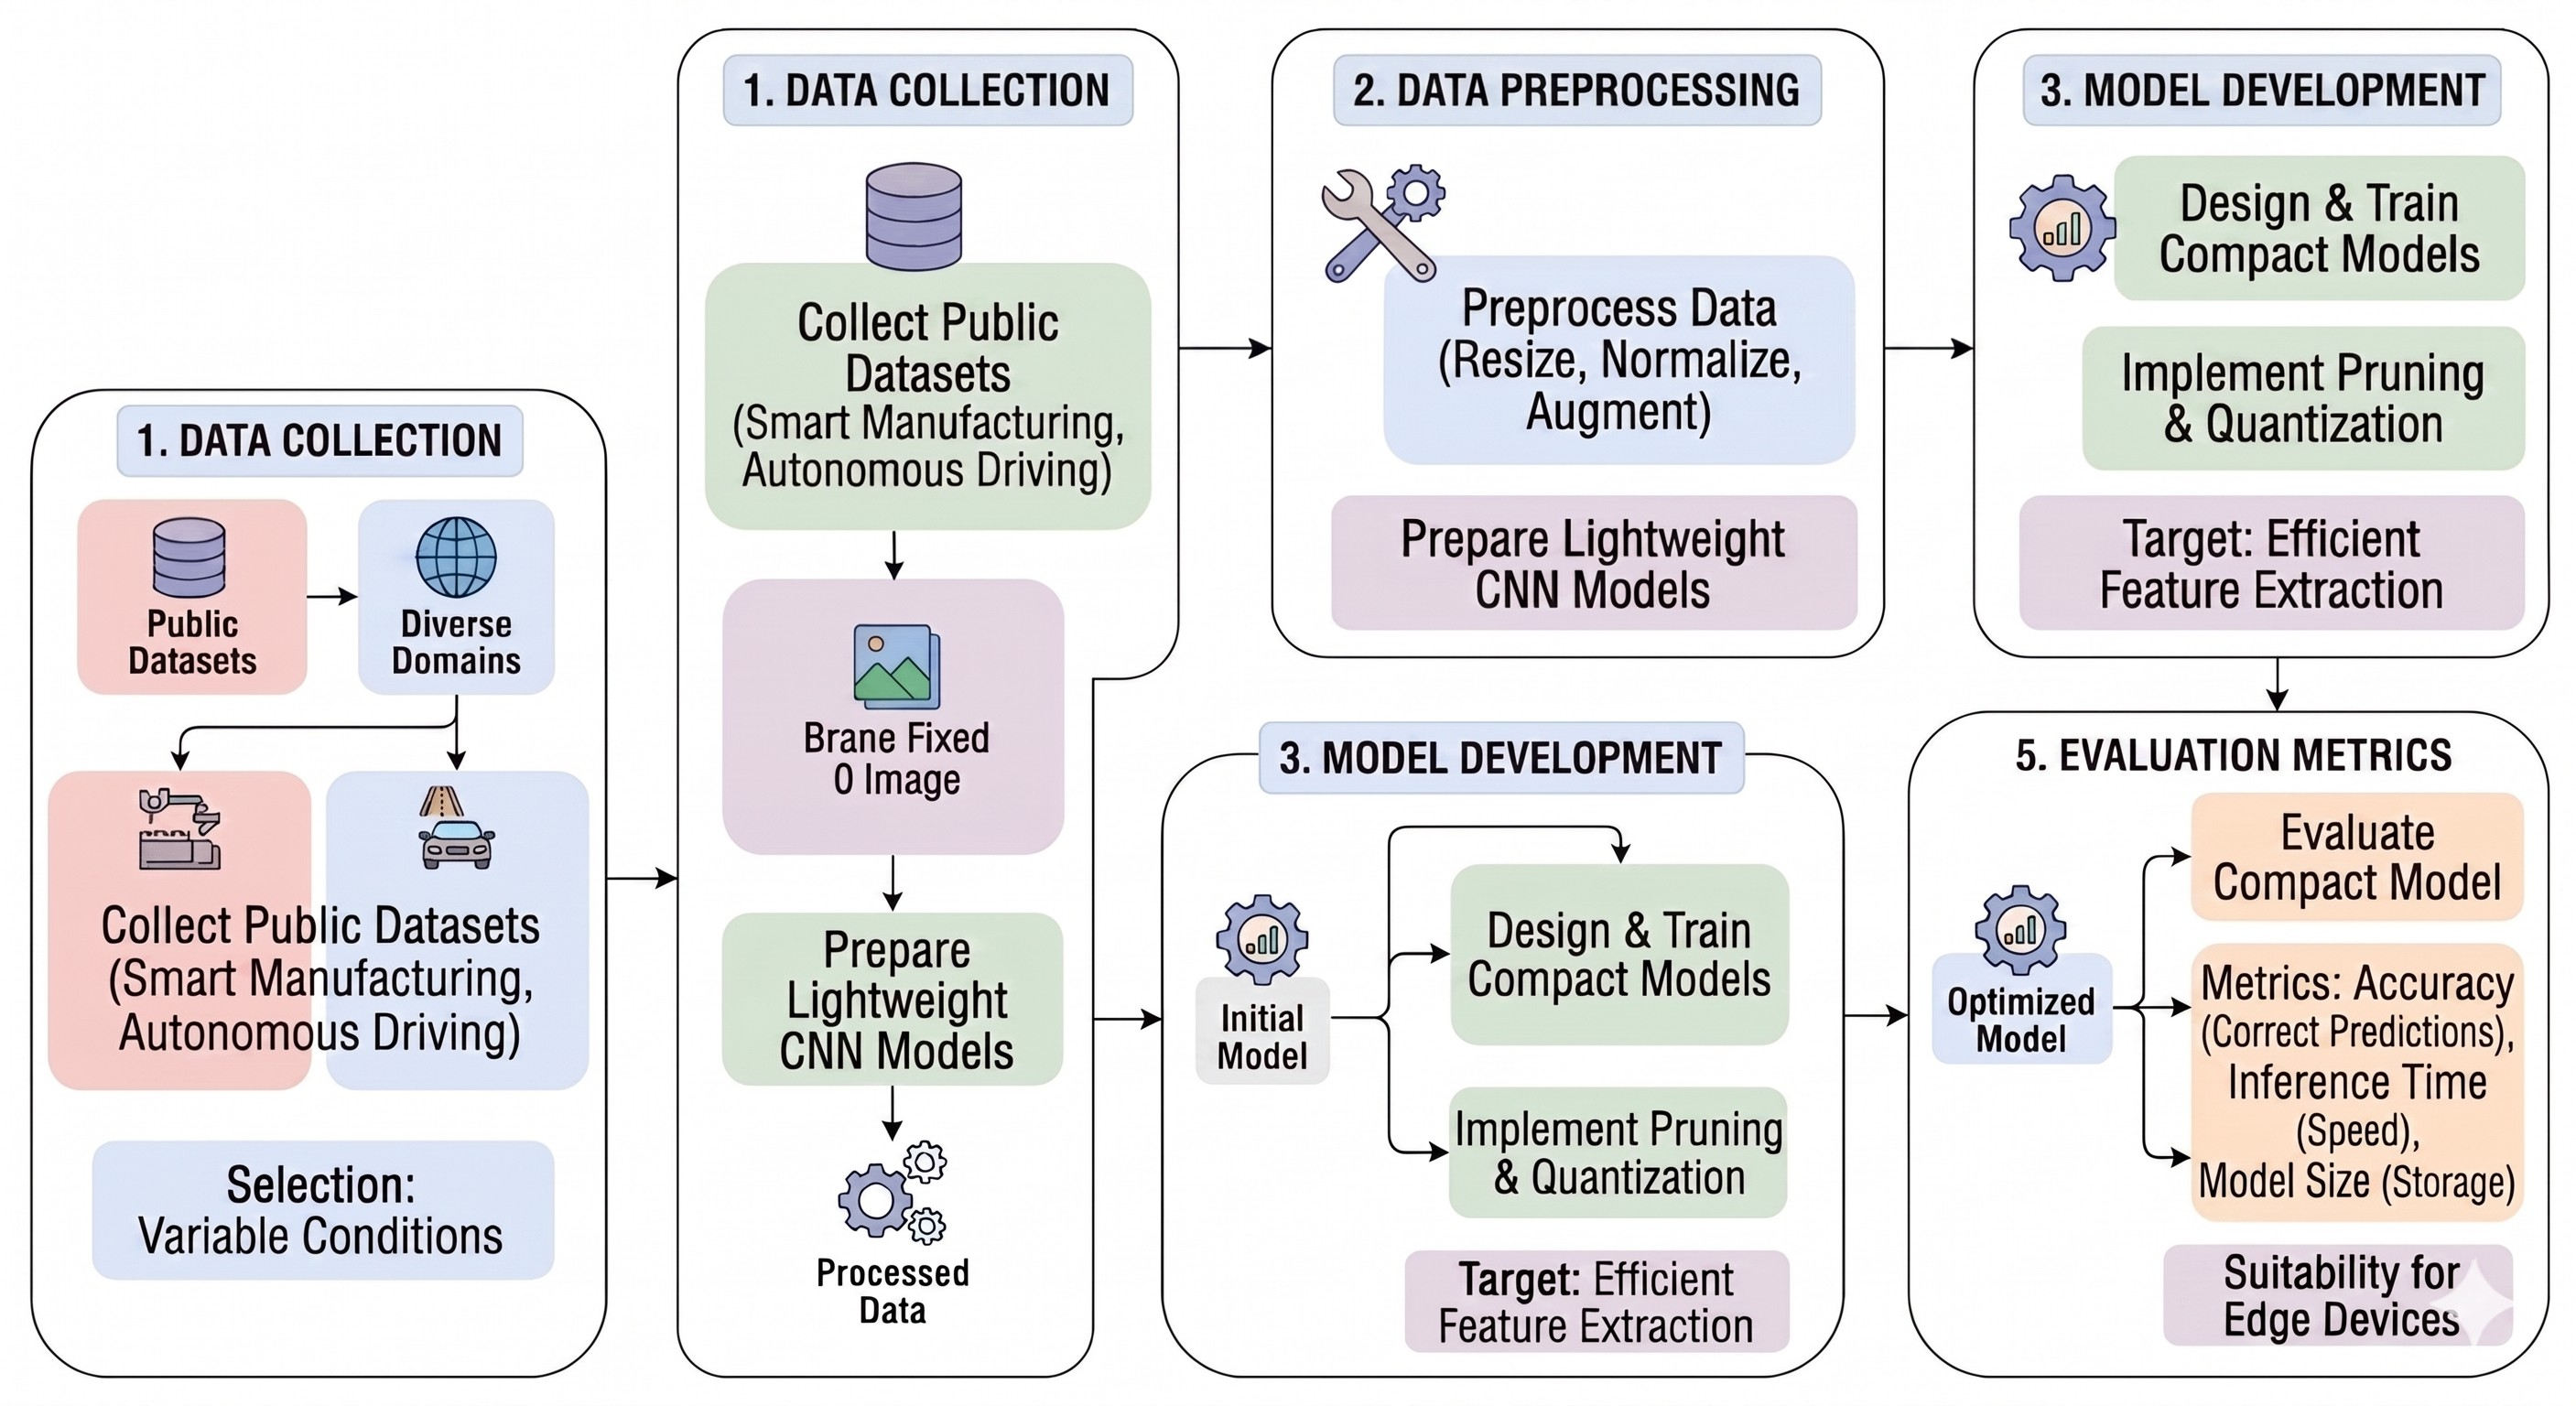 1. DATA COLLECTION
Public
Datasets
Diverse
Domains
Collect Public Datasets
(Smart Manufacturing,
Autonomous Driving)
Selection:
Variable Conditions
1. DATA COLLECTION
Collect Public
Datasets
(Smart Manufacturing,
Autonomous Driving)
Brane Fixed
0 Image
Prepare
Lightweight
CNN Models
Processed
Data
2. DATA PREPROCESSING
Preprocess Data
(Resize, Normalize,
Augment)
Prepare Lightweight
CNN Models
3. MODEL DEVELOPMENT
Design & Train
Compact Models
Implement Pruning
& Quantization
Target: Efficient
Feature Extraction
3. MODEL DEVELOPMENT
Initial
Model
Design & Train
Compact Models
Implement Pruning
& Quantization
Target: Efficient
Feature Extraction
5. EVALUATION METRICS
Optimized
Model
Evaluate
Compact Model
Metrics: Accuracy
(Correct Predictions),
Inference Time
(Speed),
Model Size (Storage)
Suitability for
Edge Devices